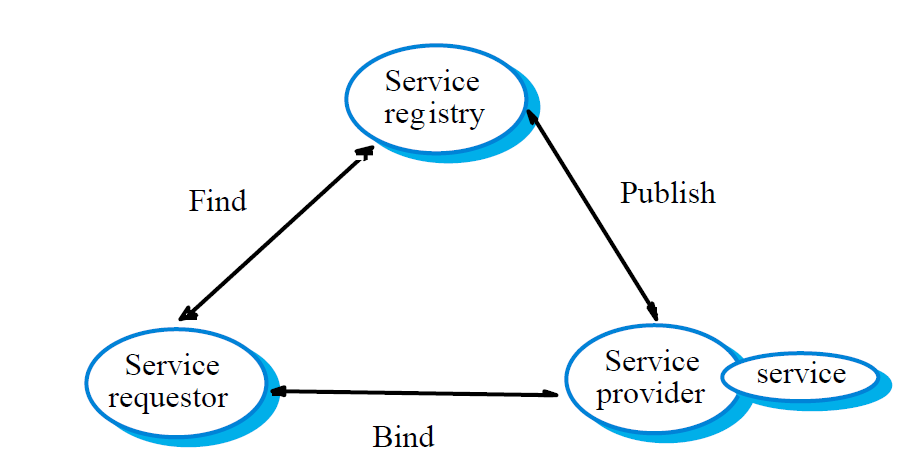 Service
registry
Find
Publish
Service
requestor
Service
provider
service
Bind